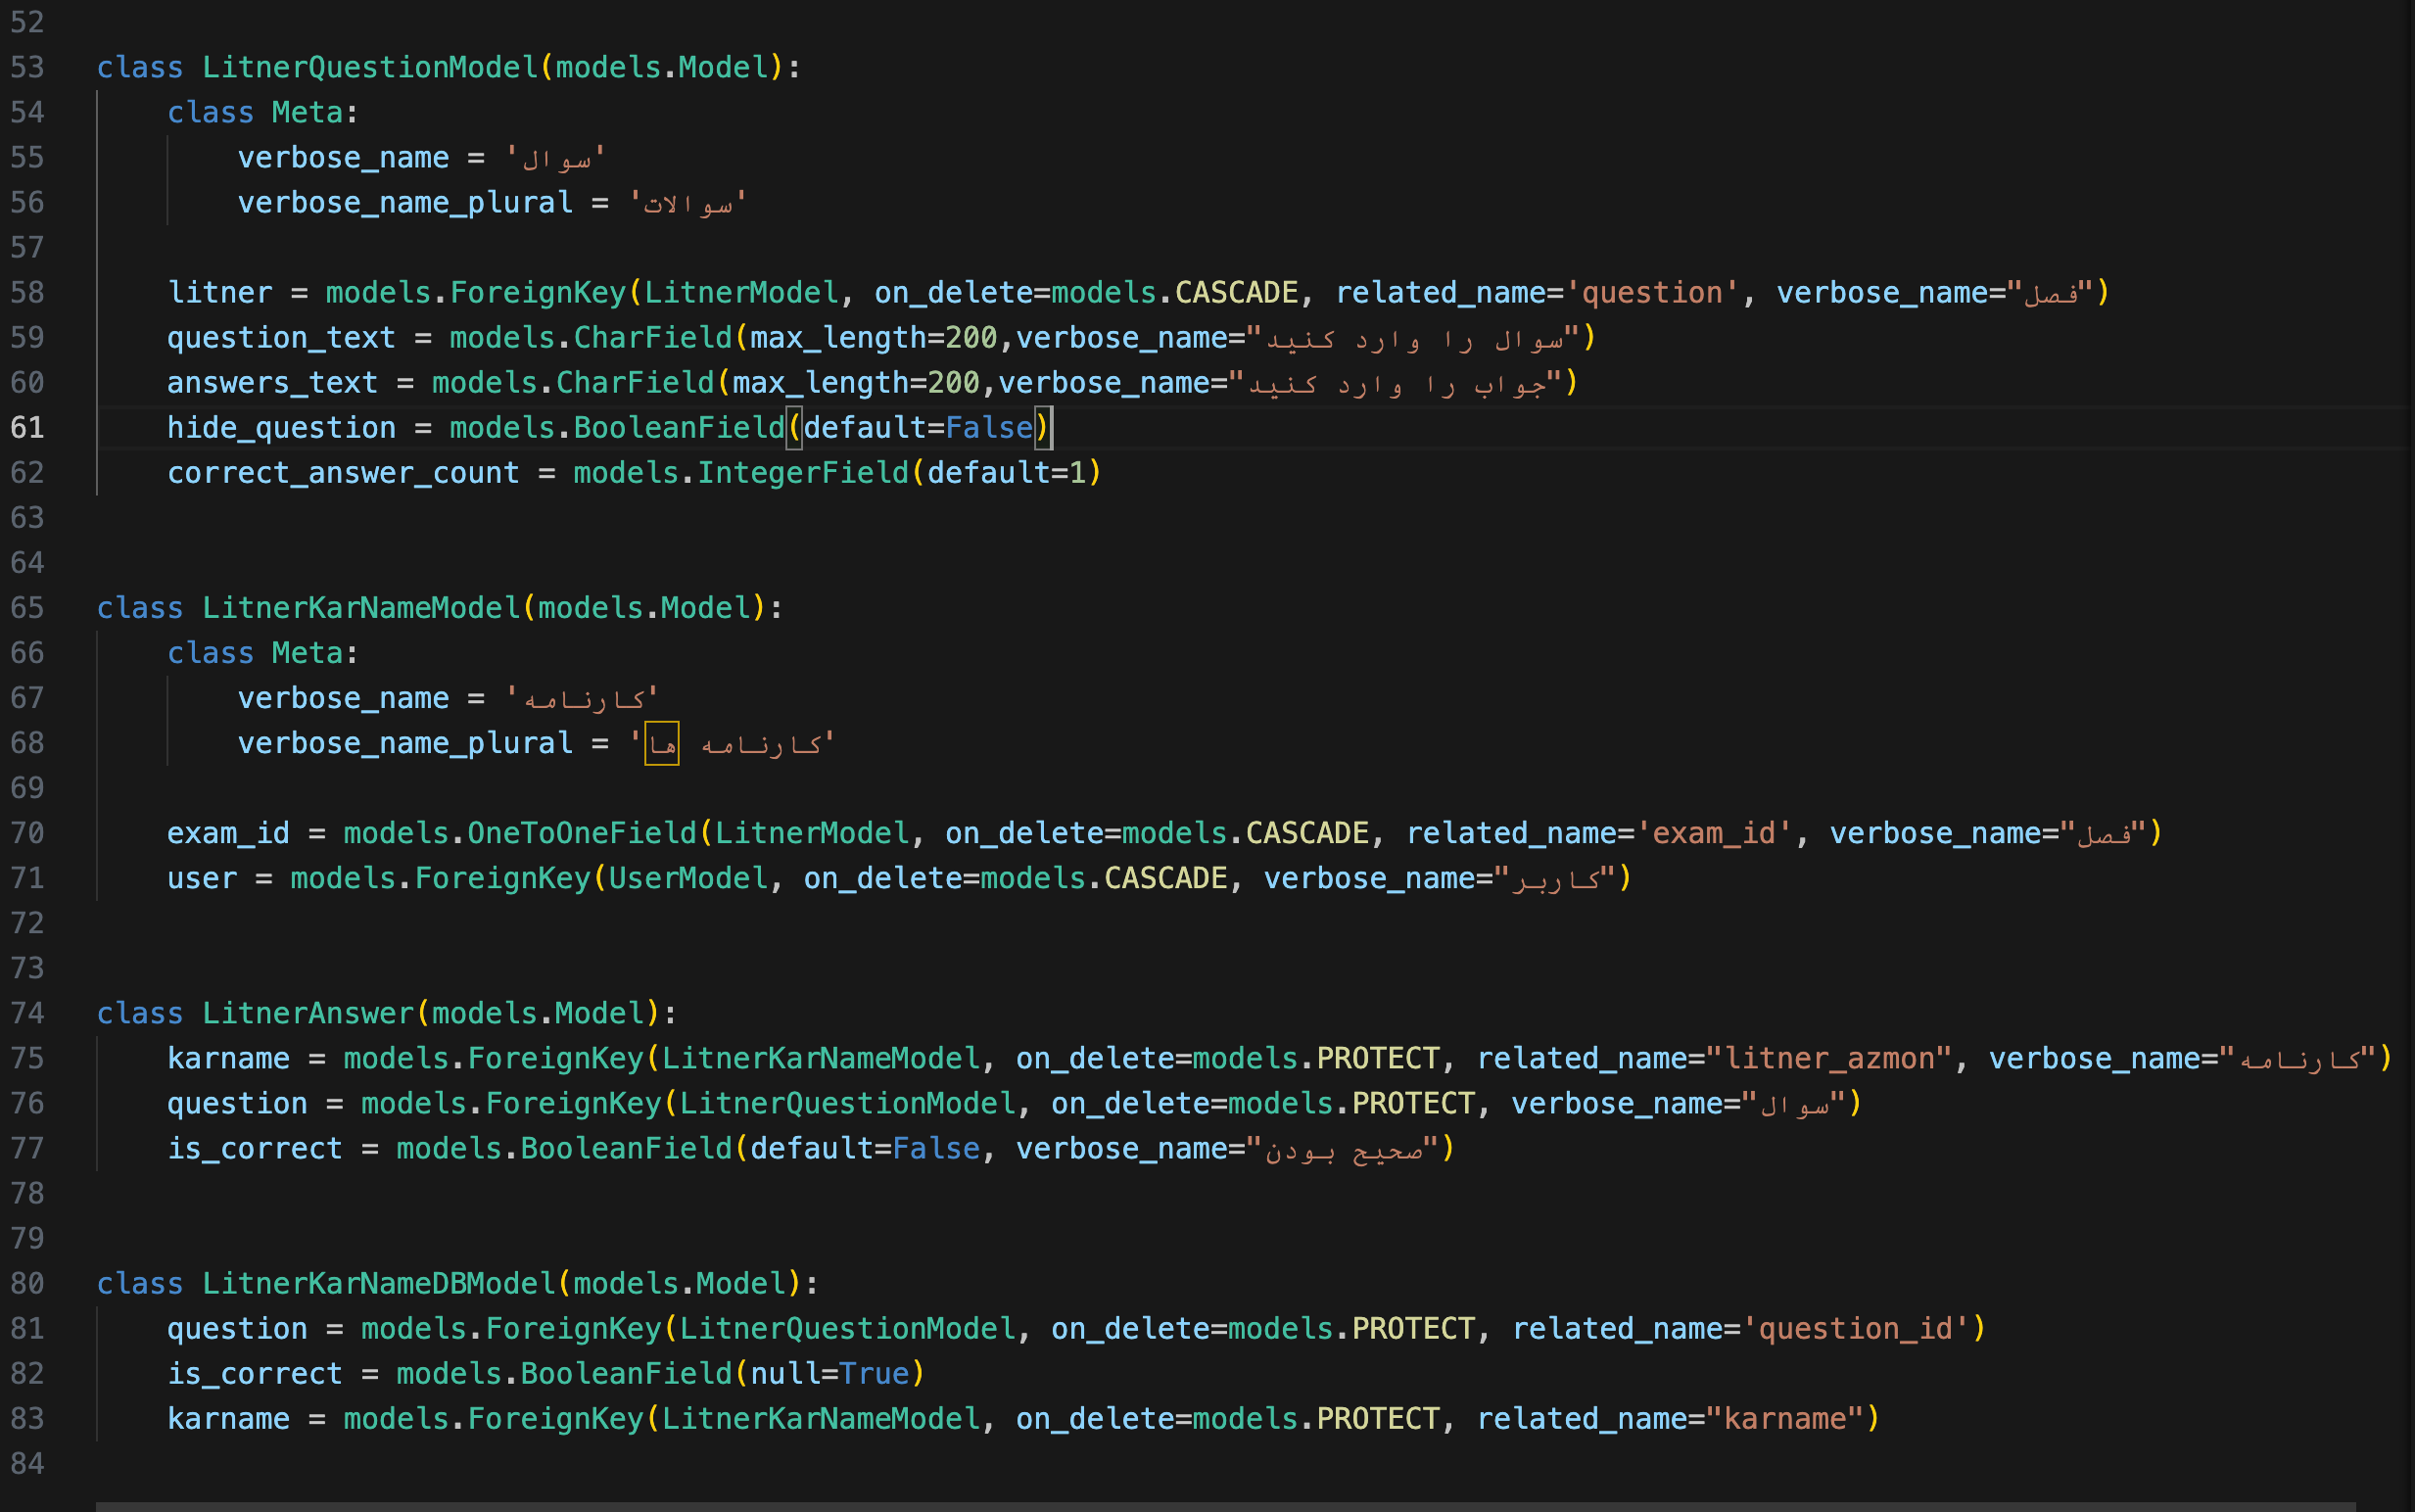 52
53 class LitnerQuestionModel(models.Model):
54     class Meta:
55         verbose_name = 'سوال'
56         verbose_name_plural = 'سوالات'
57
58     litner = models.ForeignKey(LitnerModel, on_delete=models.CASCADE, related_name='question', verbose_name="فصل")
59     question_text = models.CharField(max_length=200,verbose_name="سوال را وارد کنید")
60     answers_text = models.CharField(max_length=200,verbose_name="جواب را وارد کنید")
61     hide_question = models.BooleanField(default=False)
62     correct_answer_count = models.IntegerField(default=1)
63
64
65 class LitnerKarNameModel(models.Model):
66     class Meta:
67         verbose_name = 'کارنامه'
68         verbose_name_plural = 'کارنامه ها'
69
70     exam_id = models.OneToOneField(LitnerModel, on_delete=models.CASCADE, related_name='exam_id', verbose_name="فصل")
71     user = models.ForeignKey(UserModel, on_delete=models.CASCADE, verbose_name="کاربر")
72
73
74 class LitnerAnswer(models.Model):
75     karname = models.ForeignKey(LitnerKarNameModel, on_delete=models.PROTECT, related_name="litner_azmon", verbose_name="کارنامه")
76     question = models.ForeignKey(LitnerQuestionModel, on_delete=models.PROTECT, verbose_name="سوال")
77     is_correct = models.BooleanField(default=False, verbose_name="صحیح بودن")
78
79
80 class LitnerKarNameDBModel(models.Model):
81     question = models.ForeignKey(LitnerQuestionModel, on_delete=models.PROTECT, related_name='question_id')
82     is_correct = models.BooleanField(null=True)
83     karname = models.ForeignKey(LitnerKarNameModel, on_delete=models.PROTECT, related_name="karname")
84